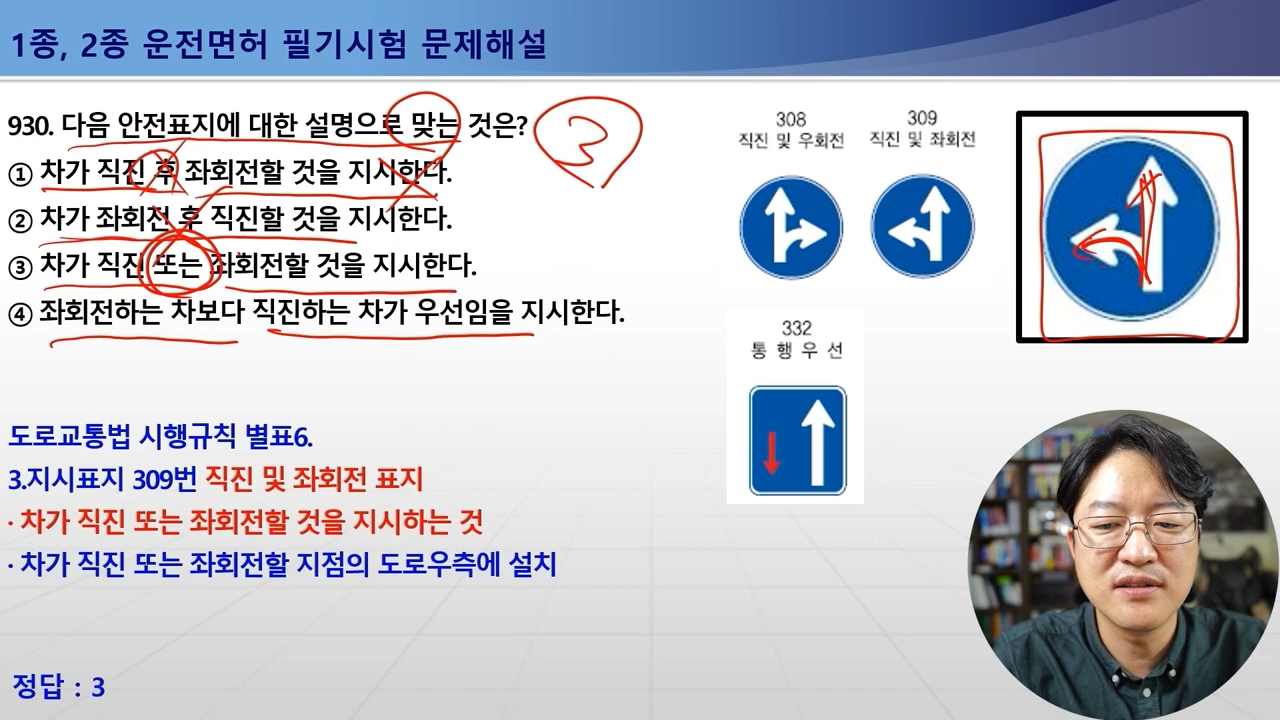 1종, 2종 운전면허 필기시험 문제해설
930. 다음 안전표지에 대한 설명으로 맞는 것은?
3
① 차가 직진 후 좌회전할 것을 지시한다.
② 차가 좌회전 후 직진할 것을 지시한다.
③ 차가 직진 또는 좌회전할 것을 지시한다.
④ 좌회전하는 차보다 직진하는 차가 우선임을 지시한다.
308
직진 및 우회전
309
직진 및 좌회전
332
통 행 우 선
도로교통법 시행규칙 별표6.
3.지시표지 309번 직진 및 좌회전 표지
· 차가 직진 또는 좌회전할 것을 지시하는 것
· 차가 직진 또는 좌회전할 지점의 도로우측에 설치
정답 : 3